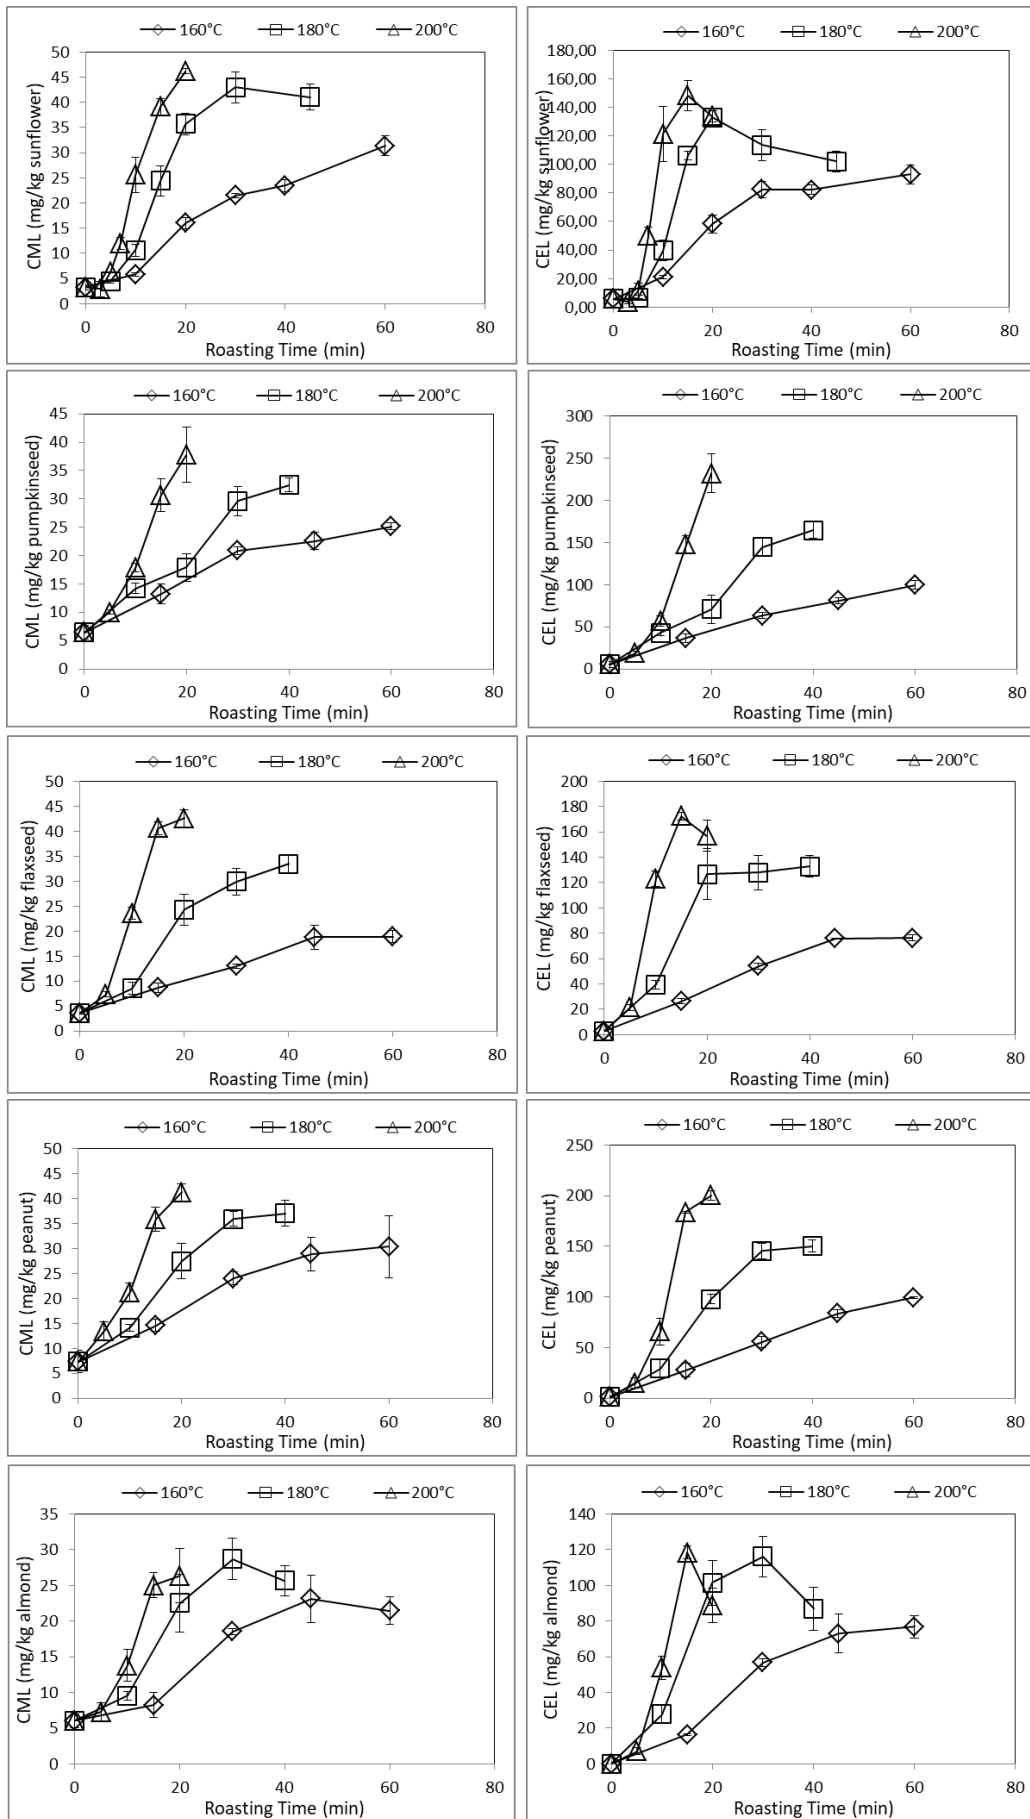 160°C 180°C 200°C
CML (mg/kg sunflower)
50
45
40
35
30
25
20
15
10
5
0
0 20 40 60 80
Roasting Time (min)
160°C 180°C 200°C
CEL (mg/kg sunflower)
180,00
160,00
140,00
120,00
100,00
80,00
60,00
40,00
20,00
0,00
0 20 40 60 80
Roasting Time (min)
160°C 180°C 200°C
CML (mg/kg pumpkinseed)
45
40
35
30
25
20
15
10
5
0
0 20 40 60 80
Roasting Time (min)
160°C 180°C 200°C
CEL (mg/kg pumpkinseed)
300
250
200
150
100
50
0
0 20 40 60 80
Roasting Time (min)
160°C 180°C 200°C
CML (mg/kg flaxseed)
50
45
40
35
30
25
20
15
10
5
0
0 20 40 60 80
Roasting Time (min)
160°C 180°C 200°C
CEL (mg/kg flaxseed)
200
180
160
140
120
100
80
60
40
20
0
0 20 40 60 80
Roasting Time (min)
160°C 180°C 200°C
CML (mg/kg peanut)
50
45
40
35
30
25
20
15
10
5
0
0 20 40 60 80
Roasting Time (min)
160°C 180°C 200°C
CEL (mg/kg peanut)
250
200
150
100
50
0
0 20 40 60 80
Roasting Time (min)
160°C 180°C 200°C
CML (mg/kg almond)
35
30
25
20
15
10
5
0
0 20 40 60 80
Roasting Time (min)
160°C 180°C 200°C
CEL (mg/kg almond)
140
120
100
80
60
40
20
0
0 20 40 60 80
Roasting Time (min)